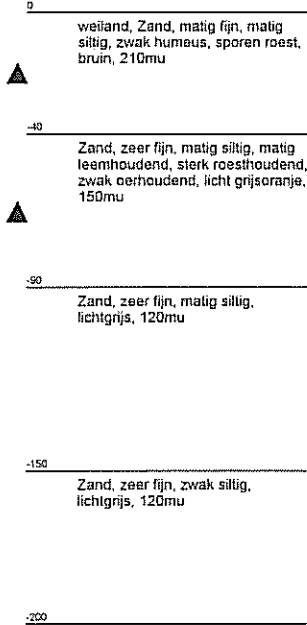 0
weiland, Zand, matig fijn, matig
siltig, zwak humeus, sporen roest,
bruin, 210mu
-40
Zand, zeer fijn, matig siltig, matig
leemhoudend, sterk roesthoudend,
zwak oerhoudend, licht grijsoranje,
150mu
-90
Zand, zeer fijn, matig siltig,
lichtgrijs, 120mu
-150
Zand, zeer fijn, zwak siltig,
lichtgrijs, 120mu
-200